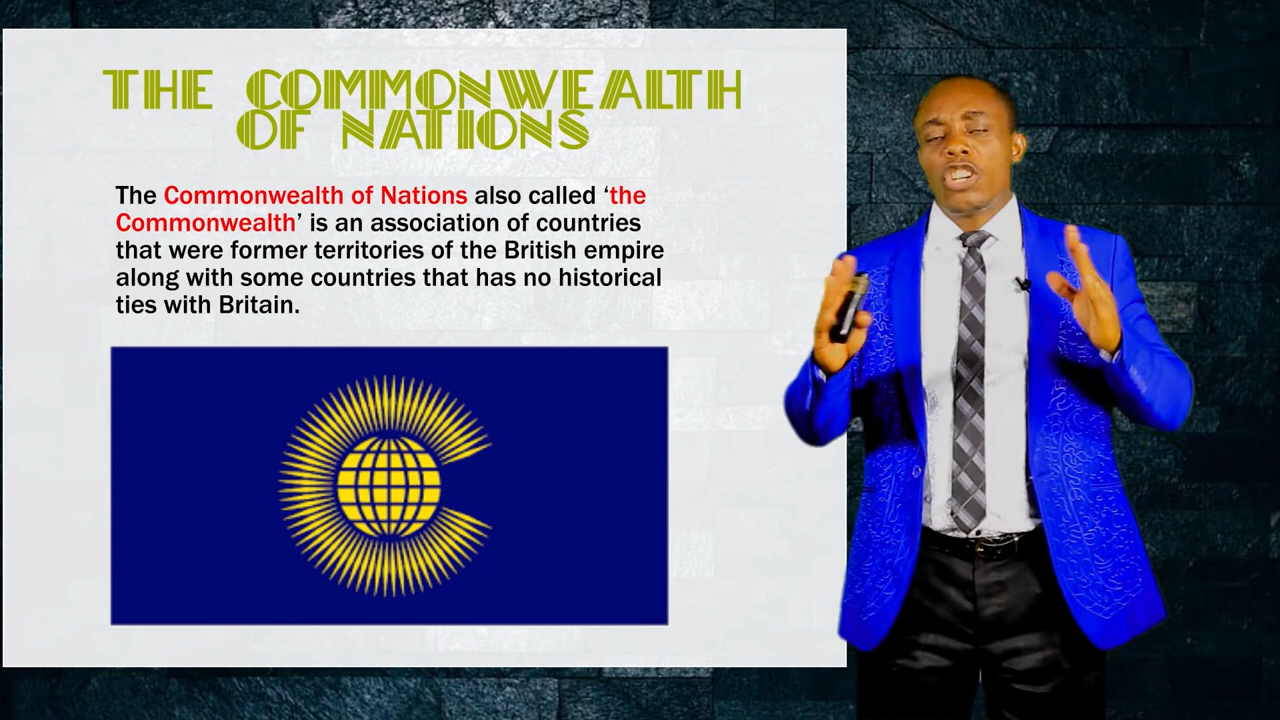 THE COMMONWEALTH
OF NATIONS
The Commonwealth of Nations also called ‘the
Commonwealth’ is an association of countries
that were former territories of the British empire
along with some countries that has no historical
ties with Britain.